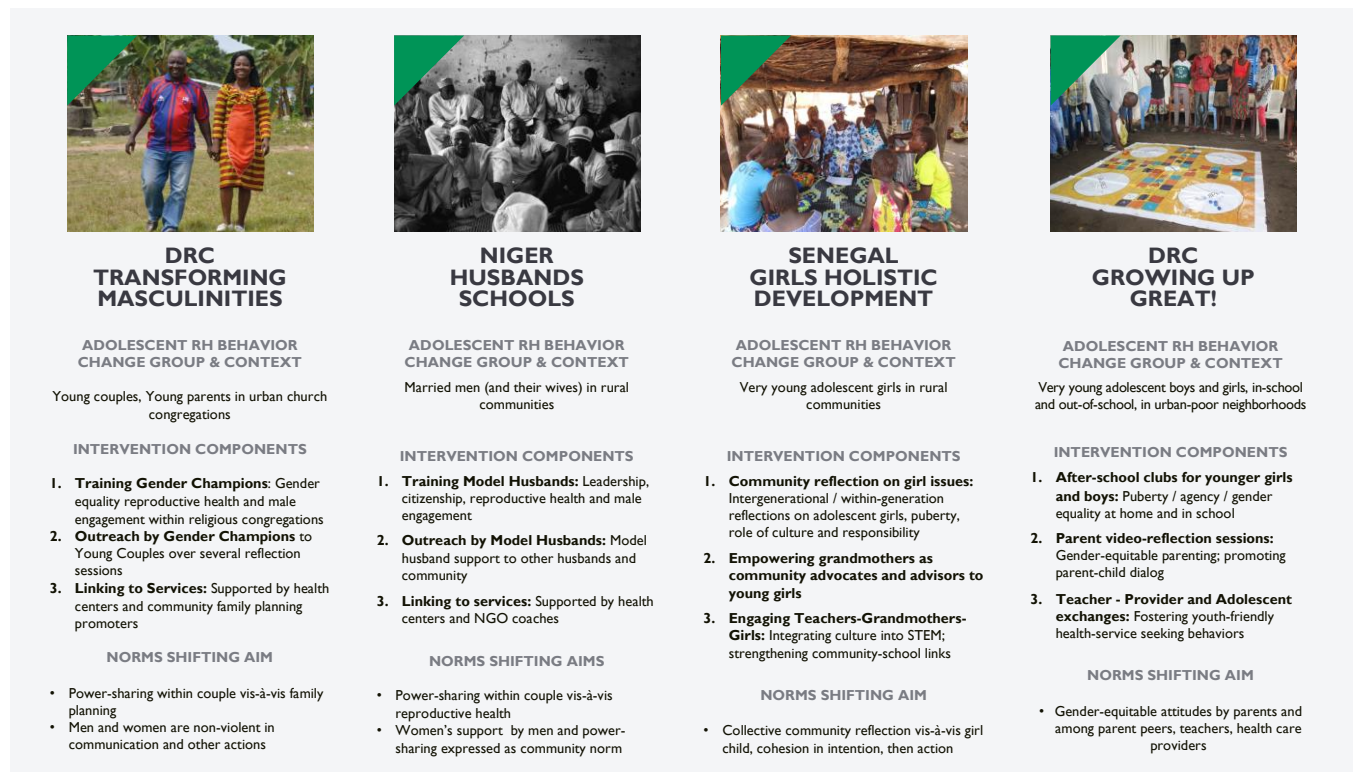 DRC
TRANSFORMING
MASCULINITIES
ADOLESCENT RH BEHAVIOR
CHANGE GROUP & CONTEXT
Young couples, Young parents in urban church
congregations
INTERVENTION COMPONENTS
1. Training Gender Champions: Gender
equality reproductive health and male
engagement within religious congregations
2. Outreach by Gender Champions to
Young Couples over several reflection
sessions
3. Linking to Services: Supported by health
centers and community family planning
promoters
NORMS SHIFTING AIM
• Power-sharing within couple vis-à-vis family
planning
• Men and women are non-violent in
communication and other actions
NIGER
HUSBANDS
SCHOOLS
ADOLESCENT RH BEHAVIOR
CHANGE GROUP & CONTEXT
Married men (and their wives) in rural
communities
INTERVENTION COMPONENTS
1. Training Model Husbands: Leadership,
citizenship, reproductive health and male
engagement
2. Outreach by Model Husbands: Model
husband support to other husbands and
community
3. Linking to services: Supported by health
centers and NGO coaches
NORMS SHIFTING AIMS
• Power-sharing within couple vis-à-vis
reproductive health
• Women's support by men and power-
sharing expressed as community norm
SENEGAL
GIRLS HOLISTIC
DEVELOPMENT
ADOLESCENT RH BEHAVIOR
CHANGE GROUP & CONTEXT
Very young adolescent girls in rural
communities
INTERVENTION COMPONENTS
1. Community reflection on girl issues:
Intergenerational / within-generation
reflections on adolescent girls, puberty,
role of culture and responsibility
2. Empowering grandmothers as
community advocates and advisors to
young girls
3. Engaging Teachers-Grandmothers-
Girls: Integrating culture into STEM;
strengthening community-school links
NORMS SHIFTING AIM
• Collective community reflection vis-à-vis girl
child, cohesion in intention, then action
DRC
GROWING UP
GREAT!
ADOLESCENT RH BEHAVIOR
CHANGE GROUP & CONTEXT
Very young adolescent boys and girls, in-school
and out-of-school, in urban-poor neighborhoods
INTERVENTION COMPONENTS
1. After-school clubs for younger girls
and boys: Puberty / agency / gender
equality at home and in school
2. Parent video-reflection sessions:
Gender-equitable parenting; promoting
parent-child dialog
3. Teacher - Provider and Adolescent
exchanges: Fostering youth-friendly
health-service seeking behaviors
NORMS SHIFTING AIM
• Gender-equitable attitudes by parents and
among parent peers, teachers, health care
providers